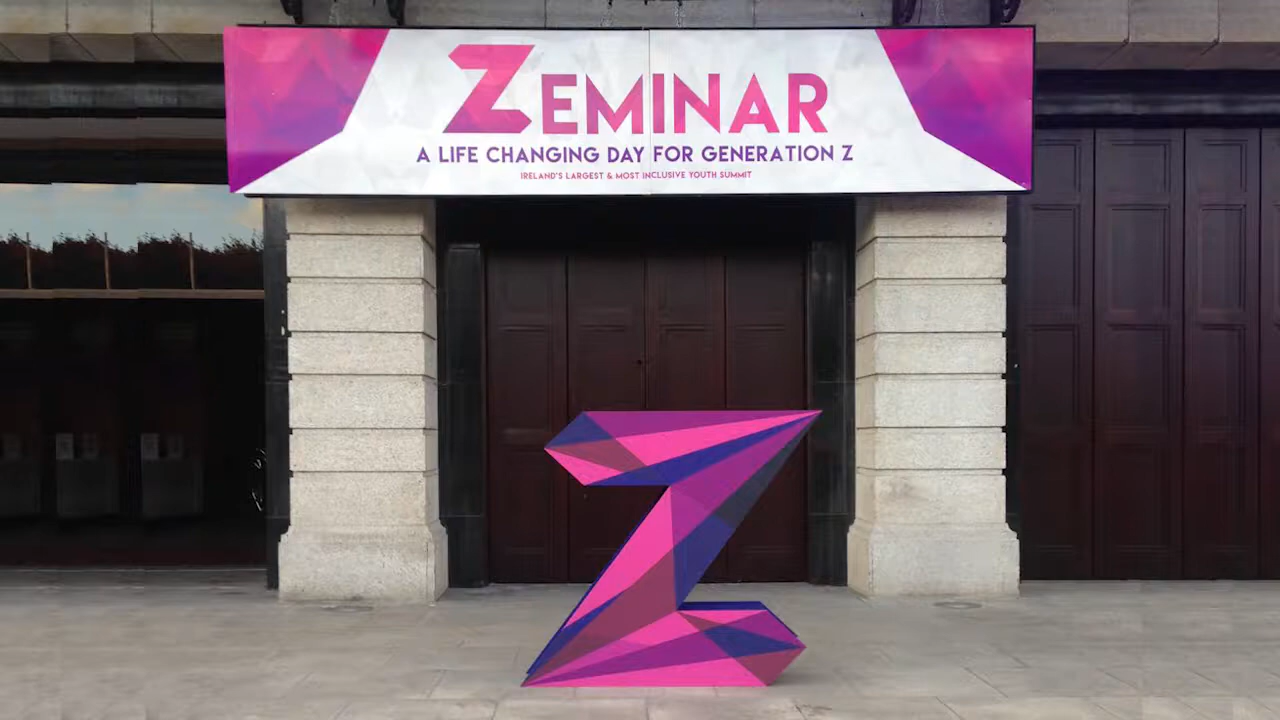 ZEMINAR
A LIFE CHANGING DAY FOR GENERATION Z
IRELAND'S LARGEST & MOST INCLUSIVE YOUTH SUMMIT
Z